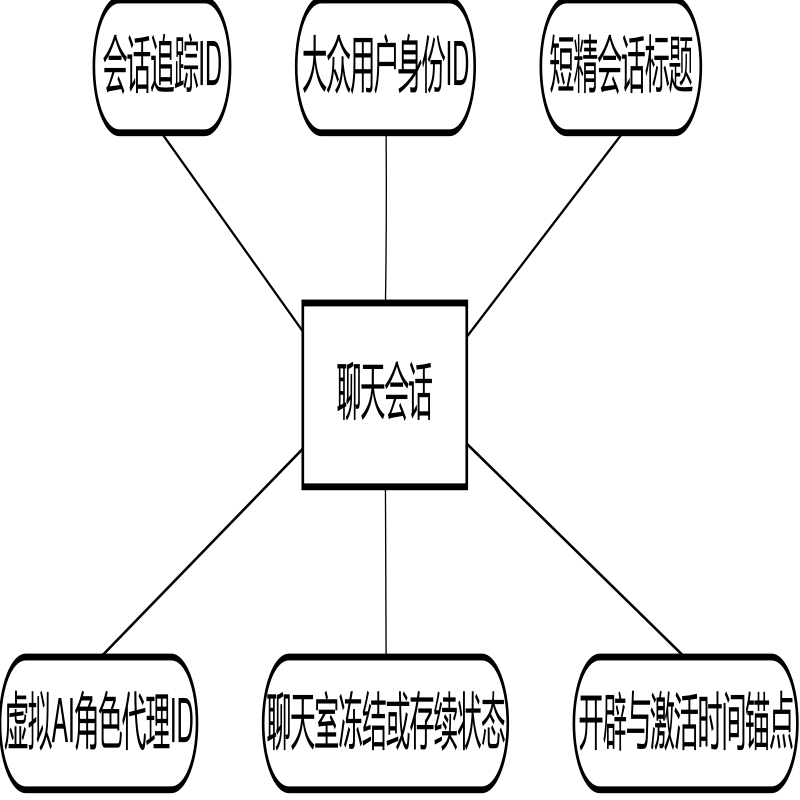 会话追踪ID
大众用户身份ID
短精会话标题
聊天会话
虚拟AI角色代理ID
聊天室冻结或存续状态
开辟与激活时间锚点